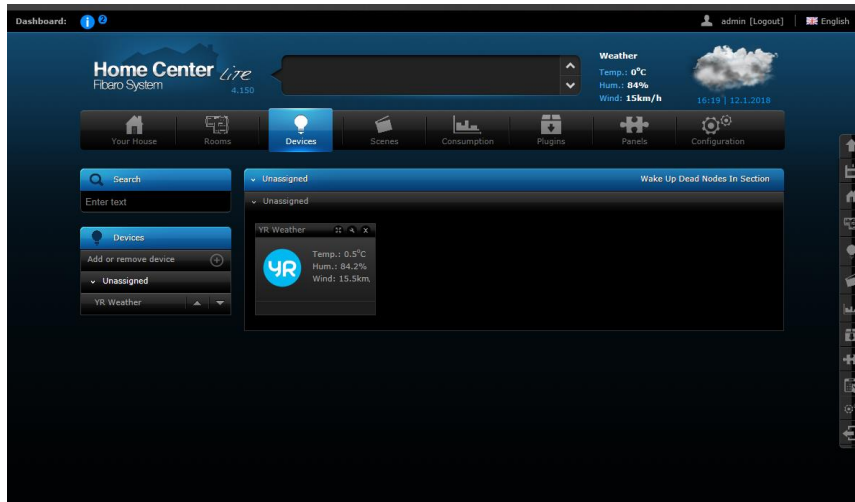 Dashboard:
2
admin [Logout]
English
Home Center Lite
Fibaro System
4.150
Weather
Temp.: 0°C
Hum.: 84%
Wind: 15km/h
16:19 | 12.1.2018
Your House
Rooms
Devices
Scenes
Consumption
Plugins
Panels
Configuration
Search
Enter text
Devices
Add or remove device
Unassigned
YR Weather
Unassigned
Wake Up Dead Nodes In Section
Unassigned
YR Weather
YR
Temp.: 0.5°C
Hum.: 84.2%
Wind: 15.5km,